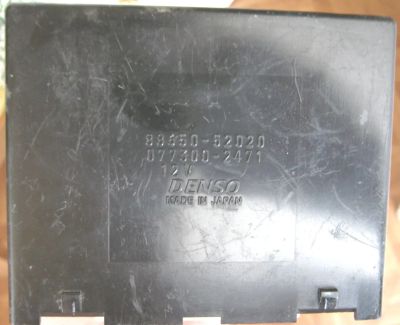 88650-52020
077300-2471
12V
DENSO
MADE IN JAPAN